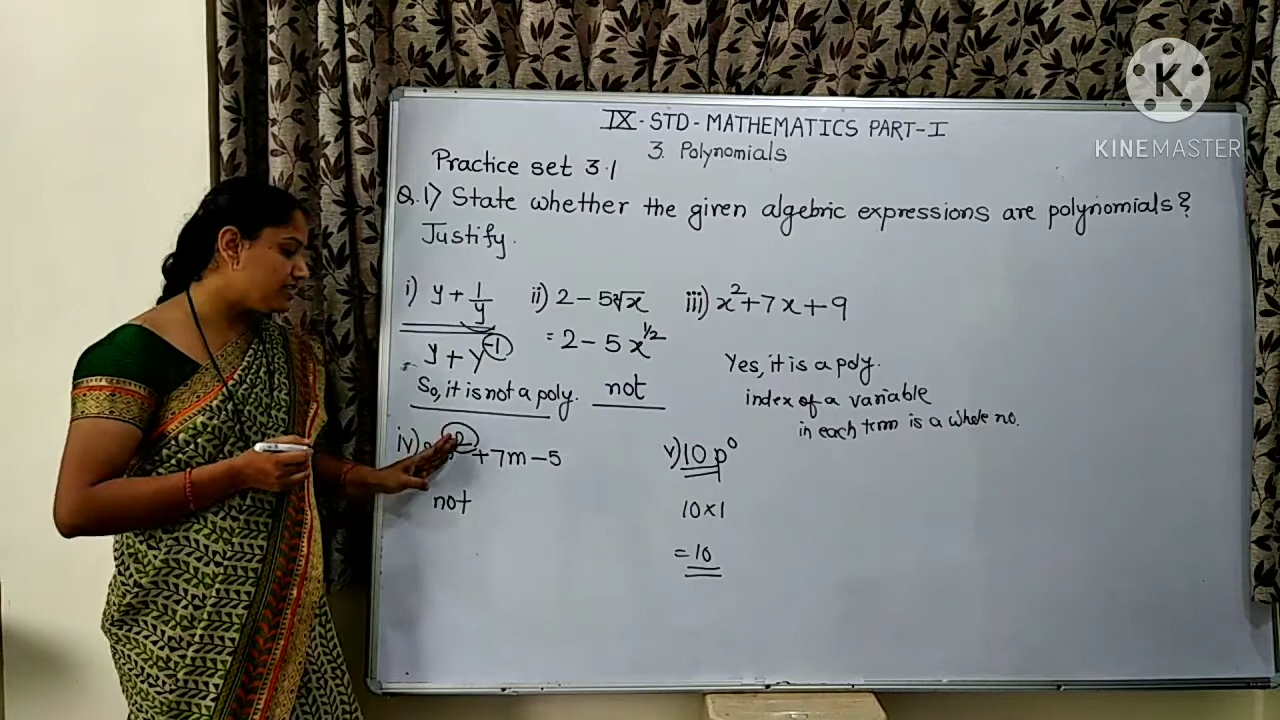 K
KINEMASTER
IX - STD - MATHEMATICS PART-I
3. Polynomials
Practice set 3.1
Q.1) State whether the given algebric expressions are polynomials?
Justify.
i) y + 1/y ii) 2 - 5√x iii) x²+7x+9
= y + y⁻¹ = 2 - 5x^1/2
So, it is not a poly. not
Yes, it is a poly.
index of a variable
in each term is a whole no.
iv) +7m-5 v) 10 p⁰
not 10×1
=10